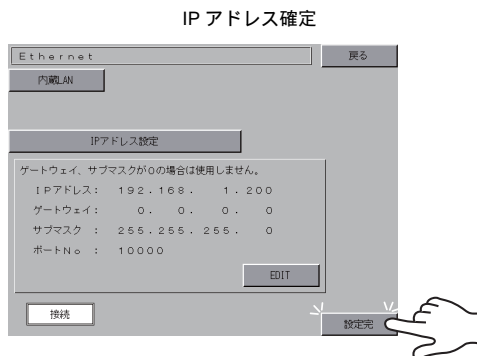 IP アドレス確定
Ethernet
戻る
内蔵LAN
IPアドレス設定
ゲートウェイ、サブマスクが0の場合は使用しません。
IPアドレス: 192.168. 1.200
ゲートウェイ: 0. 0. 0. 0
サブマスク : 255.255.255. 0
ポートNo : 10000
EDIT
接続
設定完